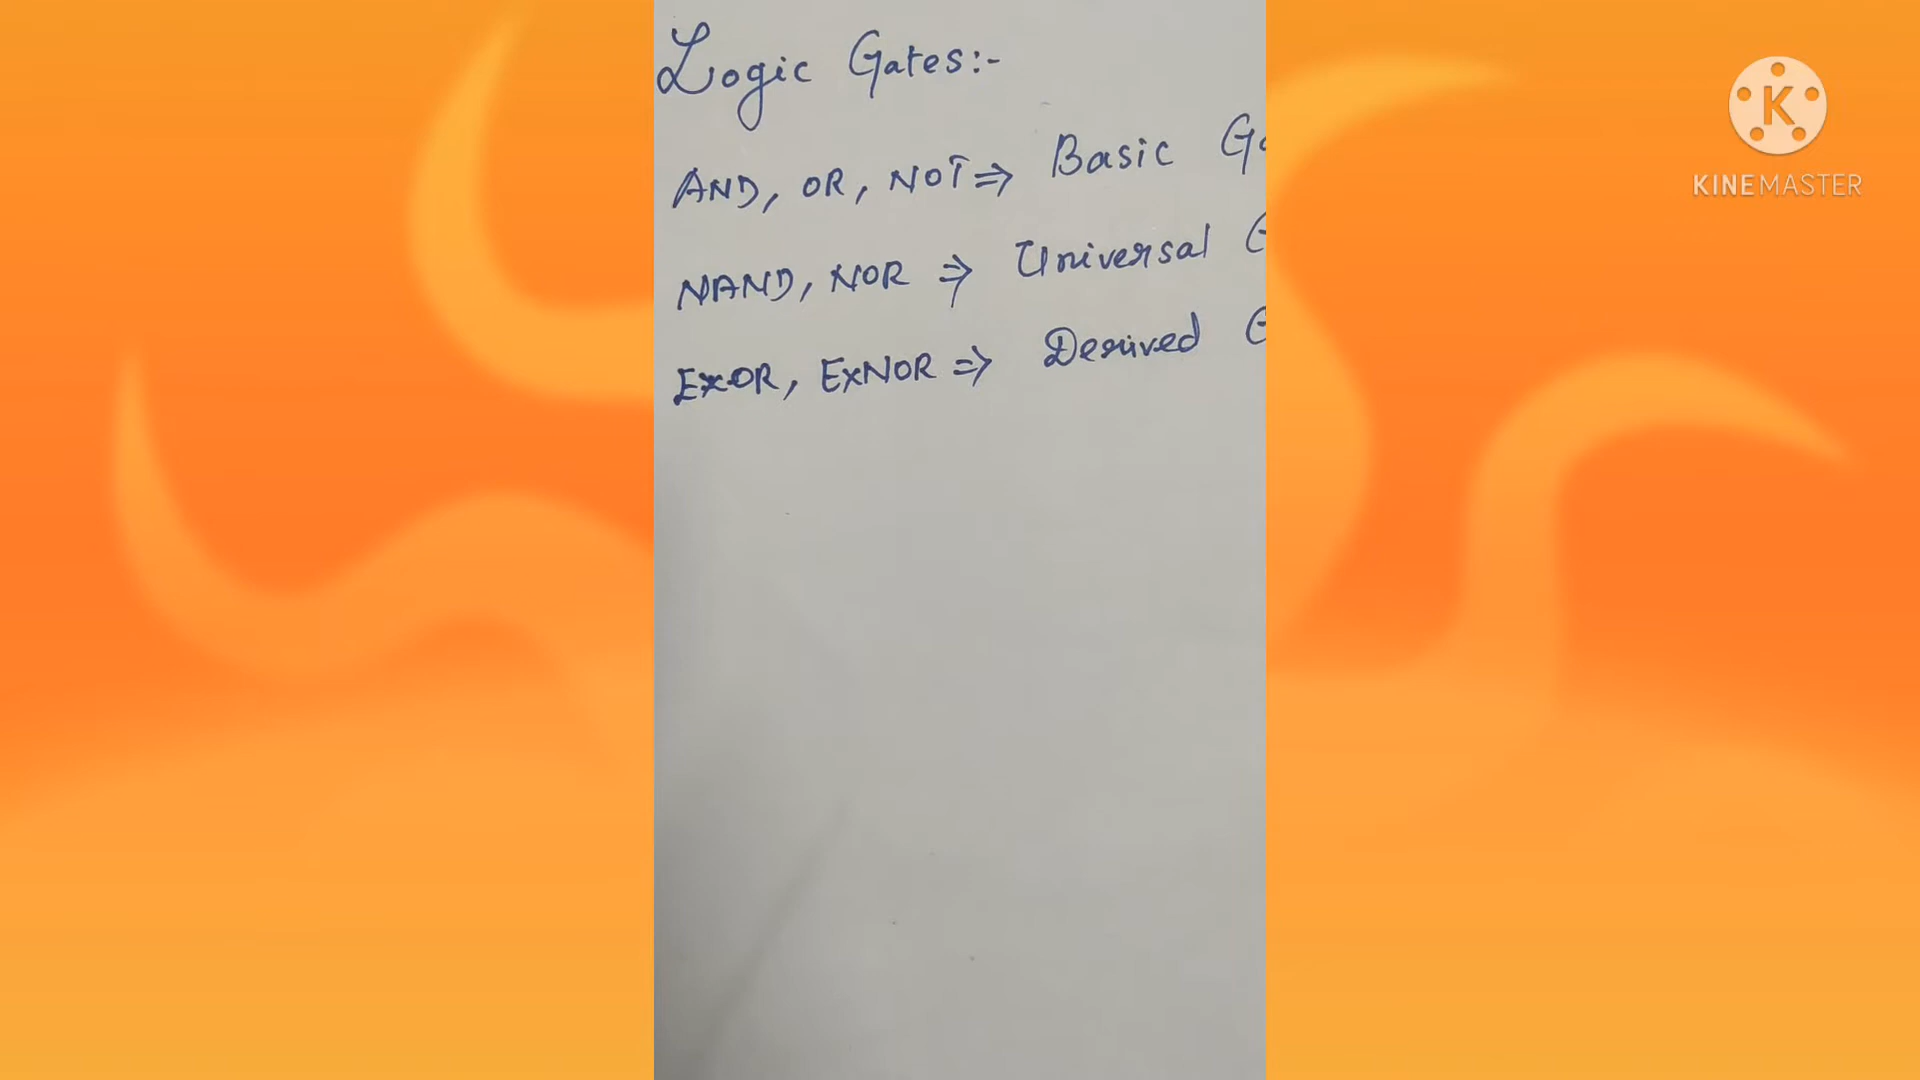 Logic Gates:-
AND, OR, NOT ⇒ Basic
NAND, NOR ⇒ Universal
EXOR, EXNOR ⇒ Derived
K
KINEMASTER